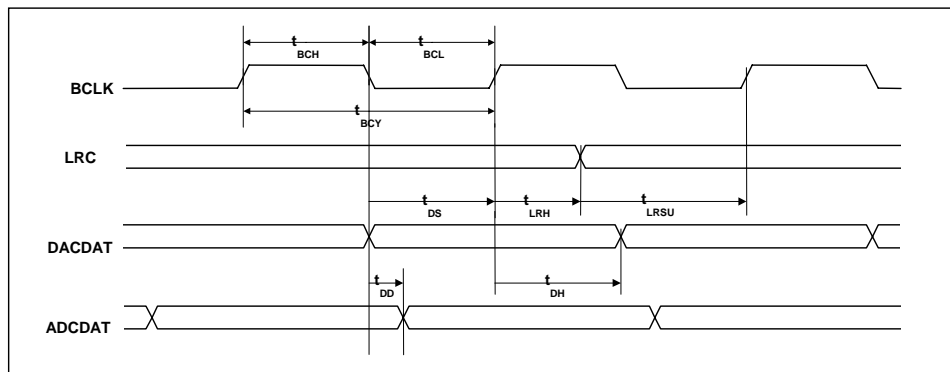 t BCH t BCL
BCLK
t BCY
LRC
t DS t LRH t LRSU
DACDAT
t DD t DH
ADCDAT